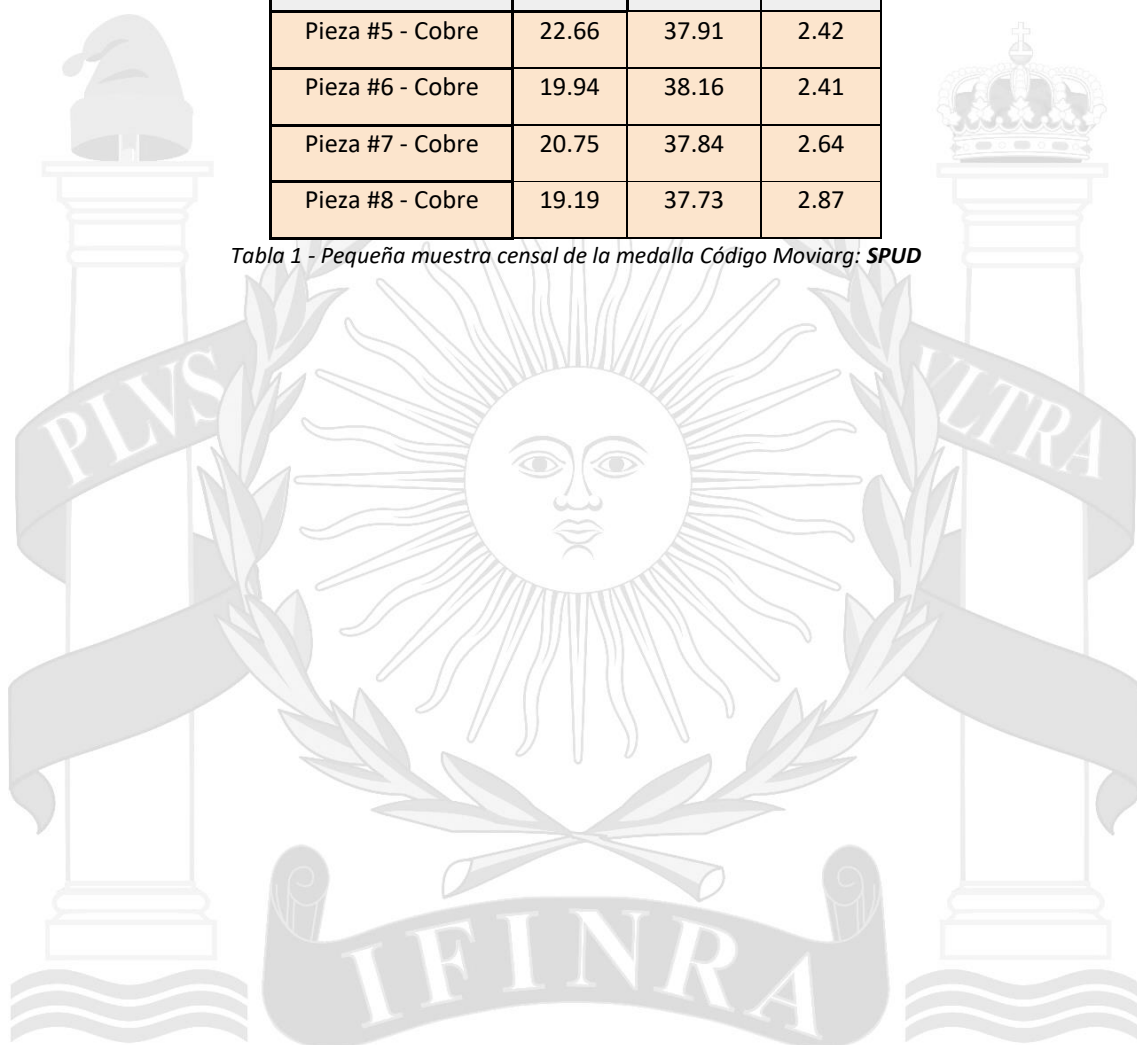 Pieza #5 - Cobre 22.66 37.91 2.42
Pieza #6 - Cobre 19.94 38.16 2.41
Pieza #7 - Cobre 20.75 37.84 2.64
Pieza #8 - Cobre 19.19 37.73 2.87
Tabla 1 - Pequeña muestra censal de la medalla Código Moviarg: SPUD
PLVS
VLTRA
IFINRA